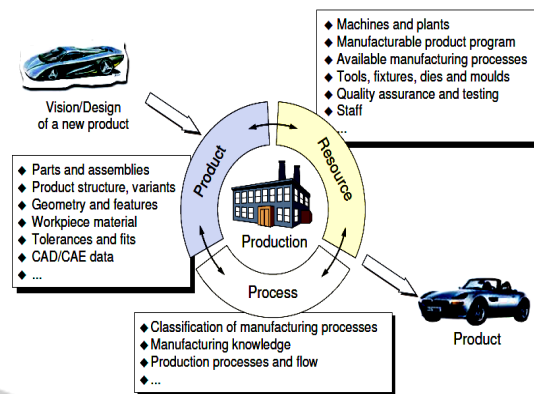 Vision/Design
of a new product
◆ Machines and plants
◆ Manufacturable product program
◆ Available manufacturing processes
◆ Tools, fixtures, dies and moulds
◆ Quality assurance and testing
◆ Staff
...
Product
Resource
◆ Parts and assemblies
◆ Product structure, variants
◆ Geometry and features
◆ Workpiece material
◆ Tolerances and fits
◆ CAD/CAE data
◆ ...
Production
Process
Product
◆ Classification of manufacturing processes
◆ Manufacturing knowledge
◆ Production processes and flow
◆ ...